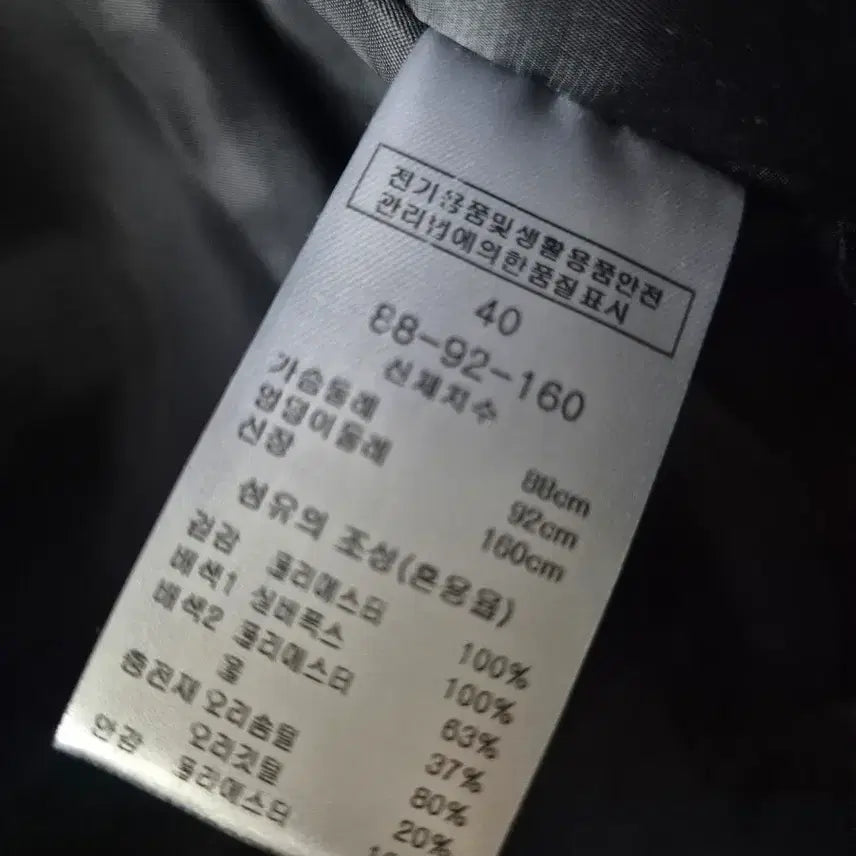 전기용품및생활용품안전
관리법에의한품질표시
40
88-92-160
신체지수
가슴둘레 88cm
엉덩이둘레 92cm
신장 160cm
섬유의 조성(혼용율)
겉감 폴리에스터 100%
배색1 실버폭스 100%
배색2 폴리에스터 63%
울 37%
충전재 오리솜털 80%
오리깃털 20%
안감 폴리에스터